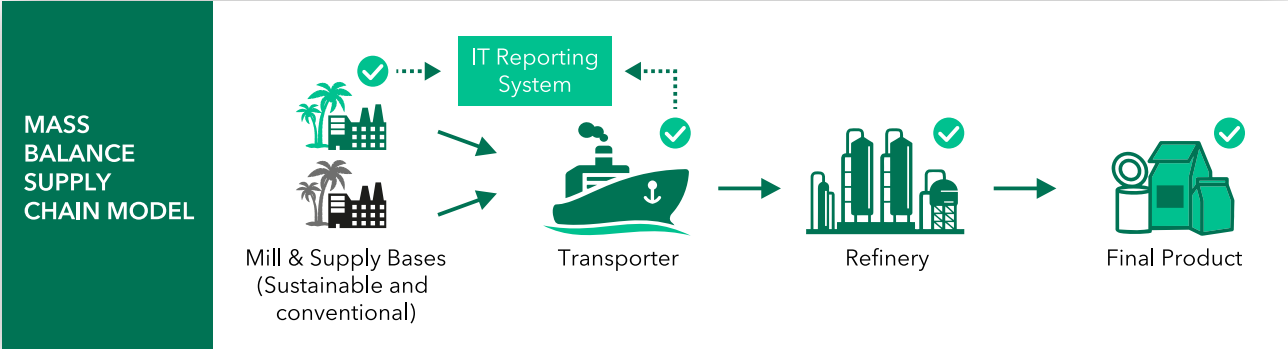 MASS
BALANCE
SUPPLY
CHAIN MODEL
IT Reporting
System
Mill & Supply Bases
(Sustainable and
conventional)
Transporter
Refinery
Final Product